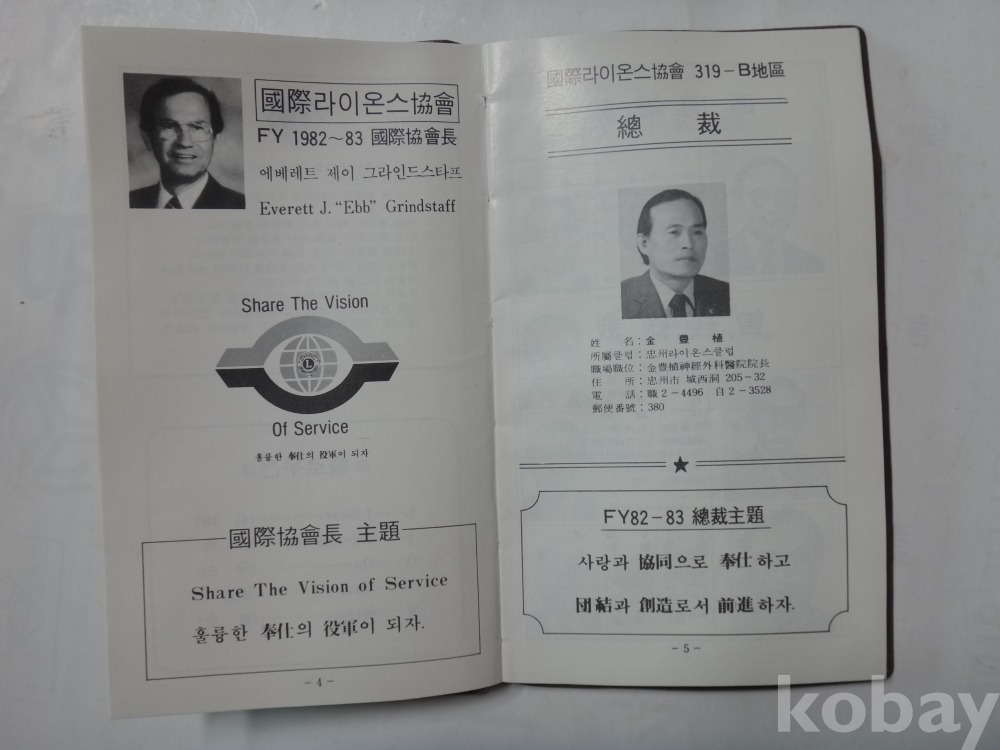 國際라이온스協會
FY 1982~83 國際協會長
에베레트 제이 그라인드스타프
Everett J. "Ebb" Grindstaff
Share The Vision
L
Of Service
훌륭한 奉仕의 役軍이 되자
國際協會長 主題
Share The Vision of Service
훌륭한 奉仕의 役軍이 되자.
- 4 -
國際라이온스協會 319-B地區
總 裁
姓 名 : 金 豊 植
所屬클럽 : 忠州라이온스클럽
職場職位 : 金豊植神經外科醫院院長
住 所 : 忠州市 城西洞 205-32
電 話 : 職 2-4496 自 2-3528
郵便番號 : 380
FY82-83 總裁主題
사랑과 協同으로 奉仕하고
団結과 創造로서 前進하자.
- 5 -
kobay